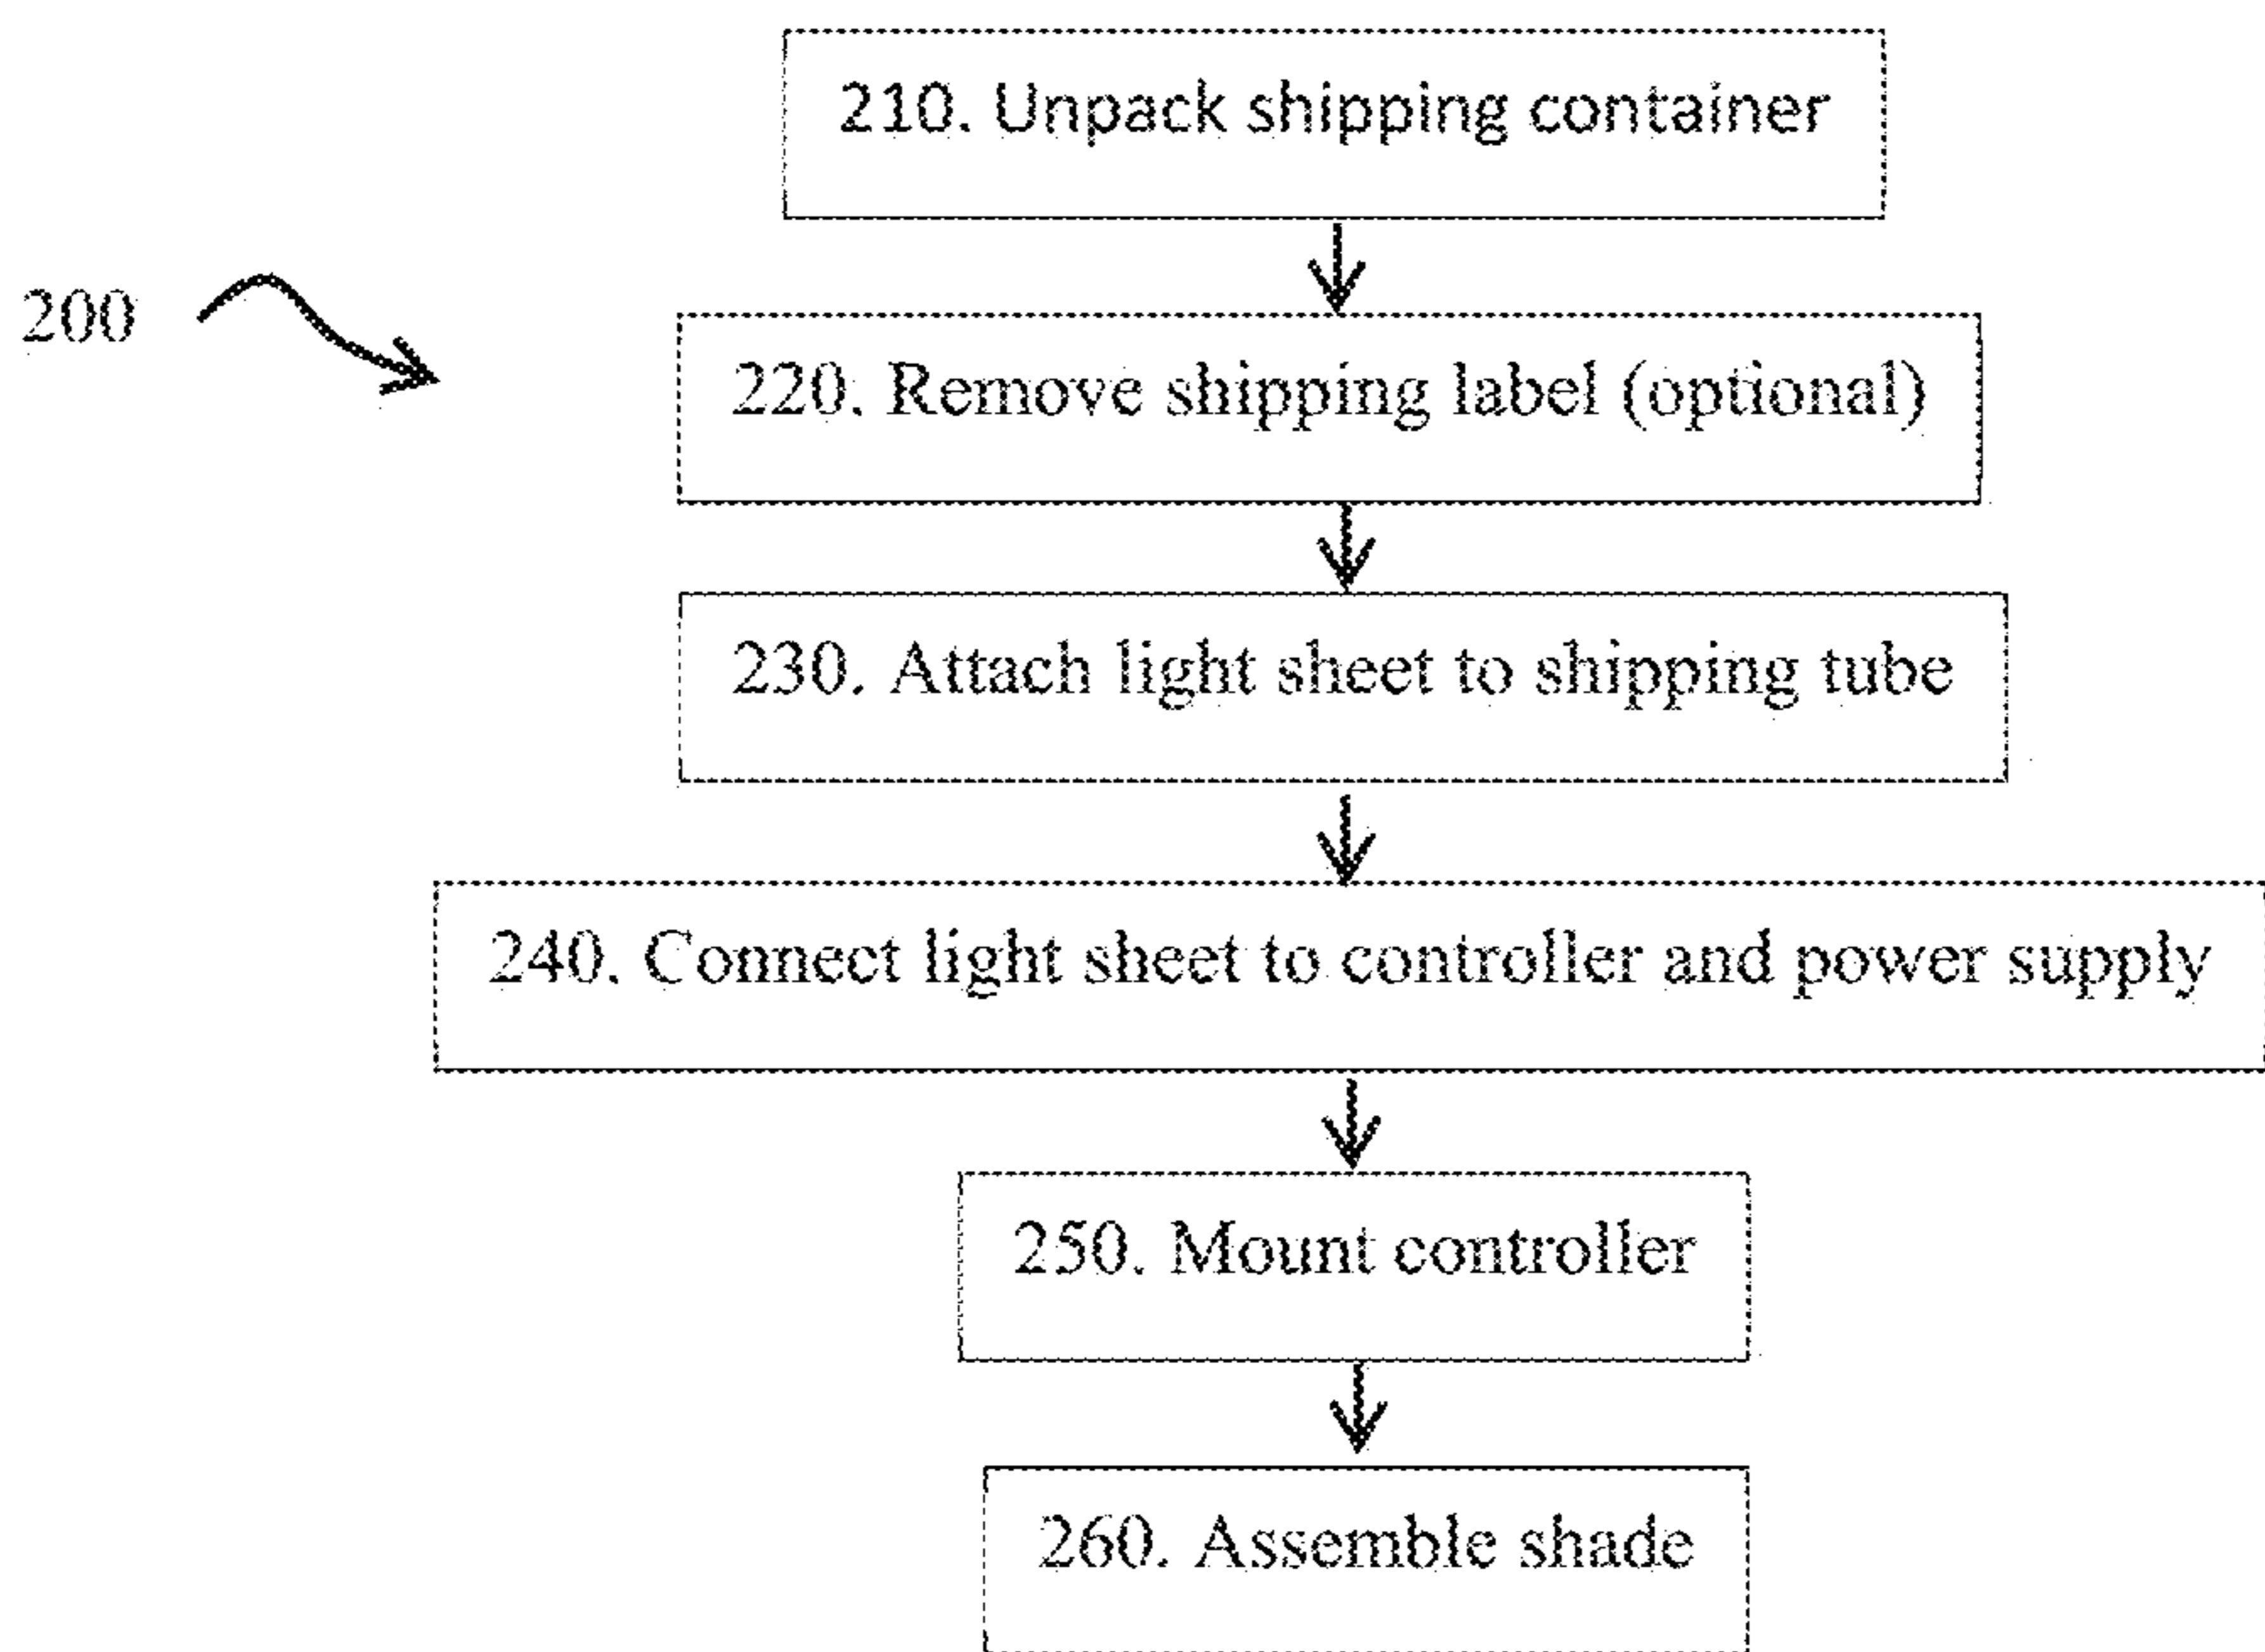 210. Unpack shipping container
200
220. Remove shipping label (optional)
230. Attach light sheet to shipping tube
240. Connect light sheet to controller and power supply
250. Mount controller
260. Assemble shade